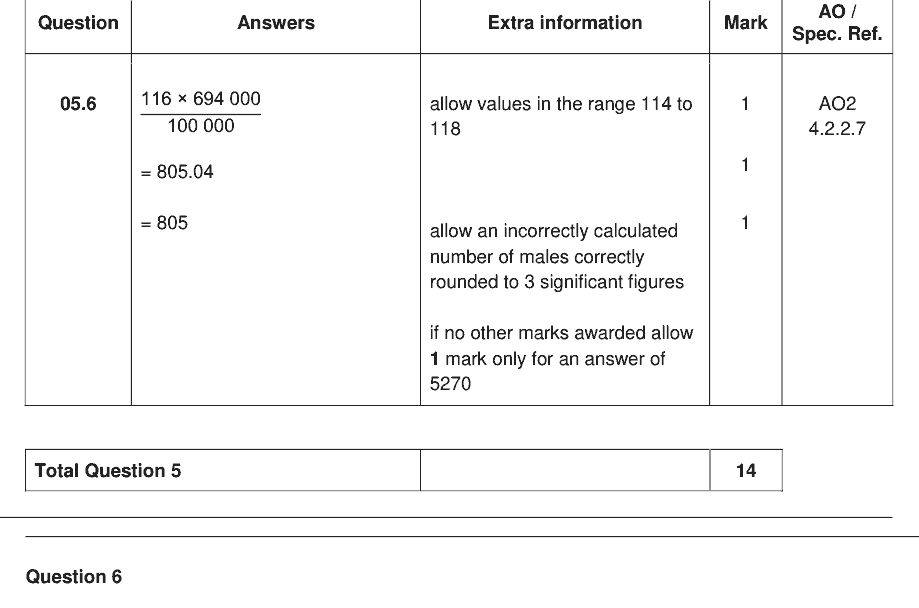 Question Answers Extra information Mark AO / Spec. Ref.
05.6 116 × 694 000 allow values in the range 114 to 1 AO2
100 000 118 4.2.2.7
= 805.04 1
= 805 allow an incorrectly calculated 1
number of males correctly
rounded to 3 significant figures
if no other marks awarded allow
1 mark only for an answer of
5270
Total Question 5 14
Question 6